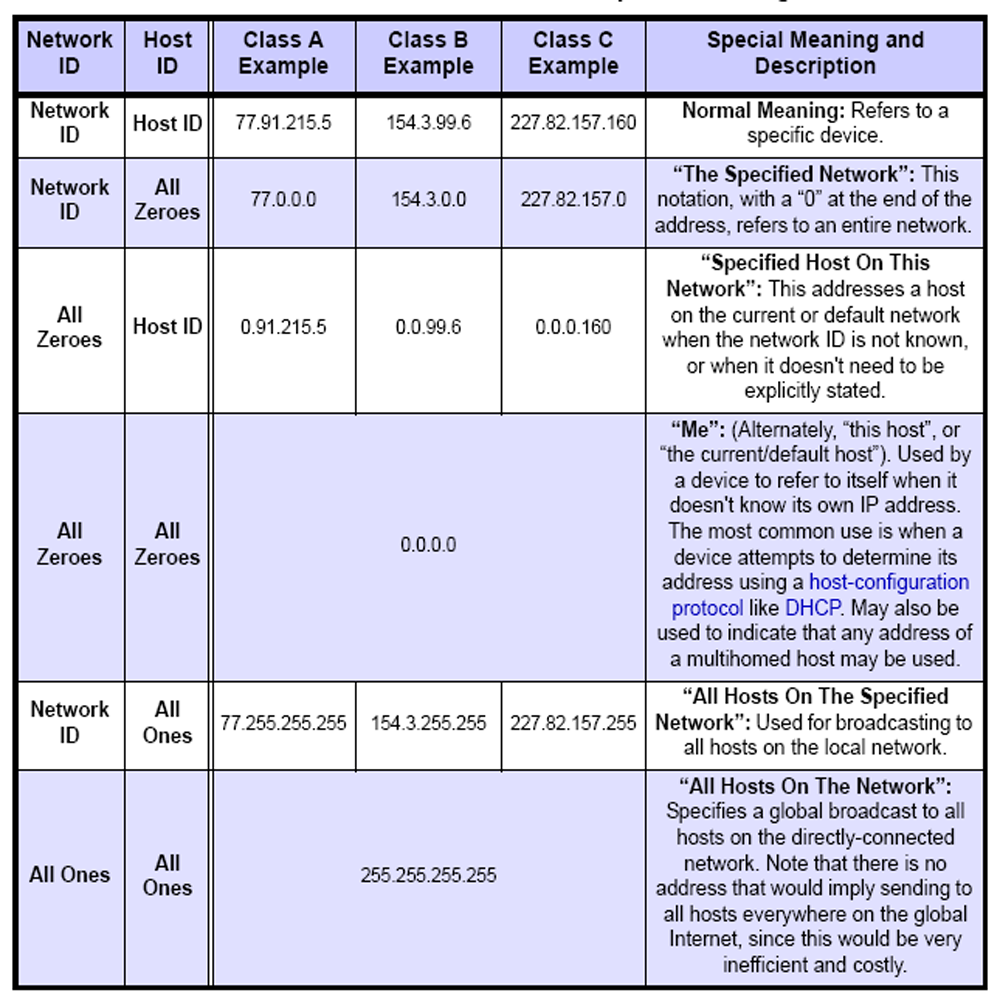 Network ID
Host ID
Class A Example
Class B Example
Class C Example
Special Meaning and Description
Network ID
Host ID
77.91.215.5
154.3.99.6
227.82.157.160
Normal Meaning: Refers to a
specific device.
Network ID
All Zeroes
77.0.0.0
154.3.0.0
227.82.157.0
“The Specified Network”: This
notation, with a “0” at the end of the
address, refers to an entire network.
All Zeroes
Host ID
0.91.215.5
0.0.99.6
0.0.0.160
“Specified Host On This
Network”: This addresses a host
on the current or default network
when the network ID is not known,
or when it doesn't need to be
explicitly stated.
All Zeroes
All Zeroes
0.0.0.0
“Me”: (Alternately, “this host”, or
“the current/default host”). Used by
a device to refer to itself when it
doesn't know its own IP address.
The most common use is when a
device attempts to determine its
address using a host-configuration
protocol like DHCP. May also be
used to indicate that any address of
a multihomed host may be used.
Network ID
All Ones
77.255.255.255
154.3.255.255
227.82.157.255
“All Hosts On The Specified
Network”: Used for broadcasting to
all hosts on the local network.
All Ones
All Ones
255.255.255.255
“All Hosts On The Network”:
Specifies a global broadcast to all
hosts on the directly-connected
network. Note that there is no
address that would imply sending to
all hosts everywhere on the global
Internet, since this would be very
inefficient and costly.